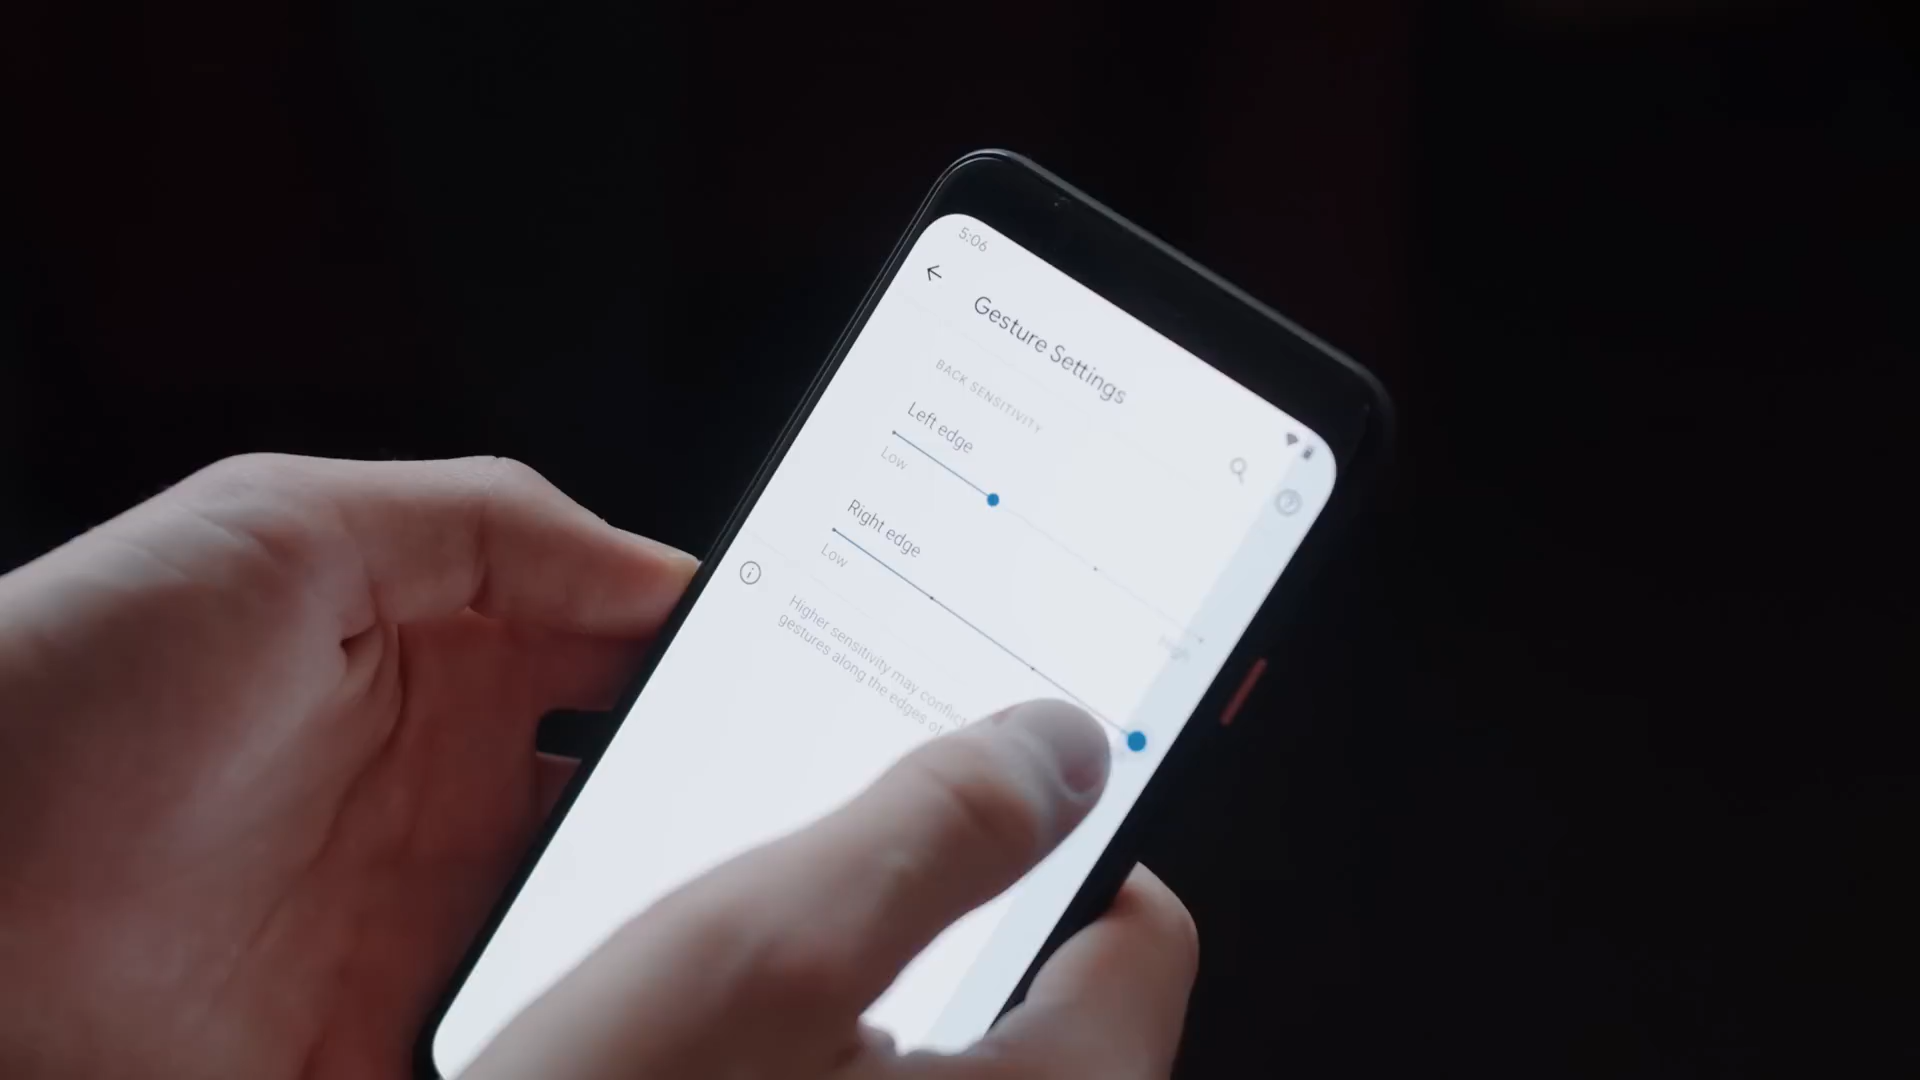 5:06
Gesture Settings
BACK SENSITIVITY
Left edge
Low
High
Right edge
Low
Higher sensitivity may conflict
gestures along the edges of